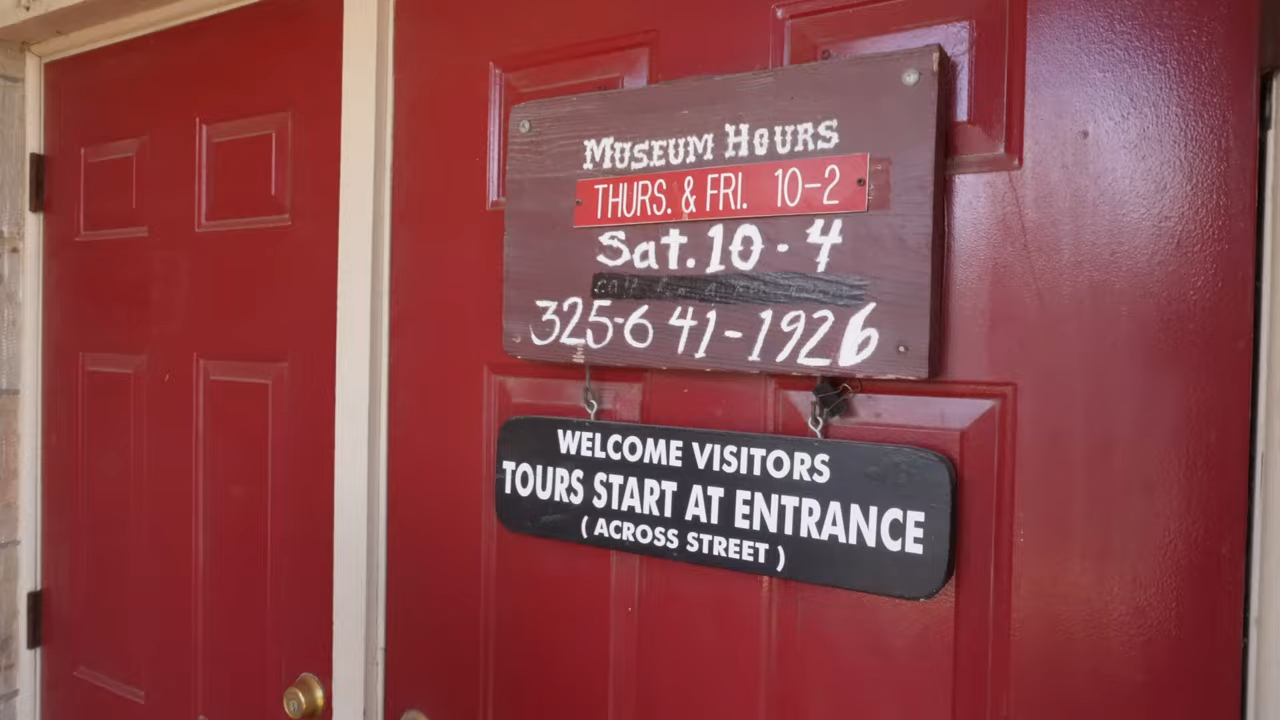 MUSEUM HOURS
THURS. & FRI. 10-2
Sat. 10 - 4
325-641-1926
WELCOME VISITORS
TOURS START AT ENTRANCE
( ACROSS STREET )